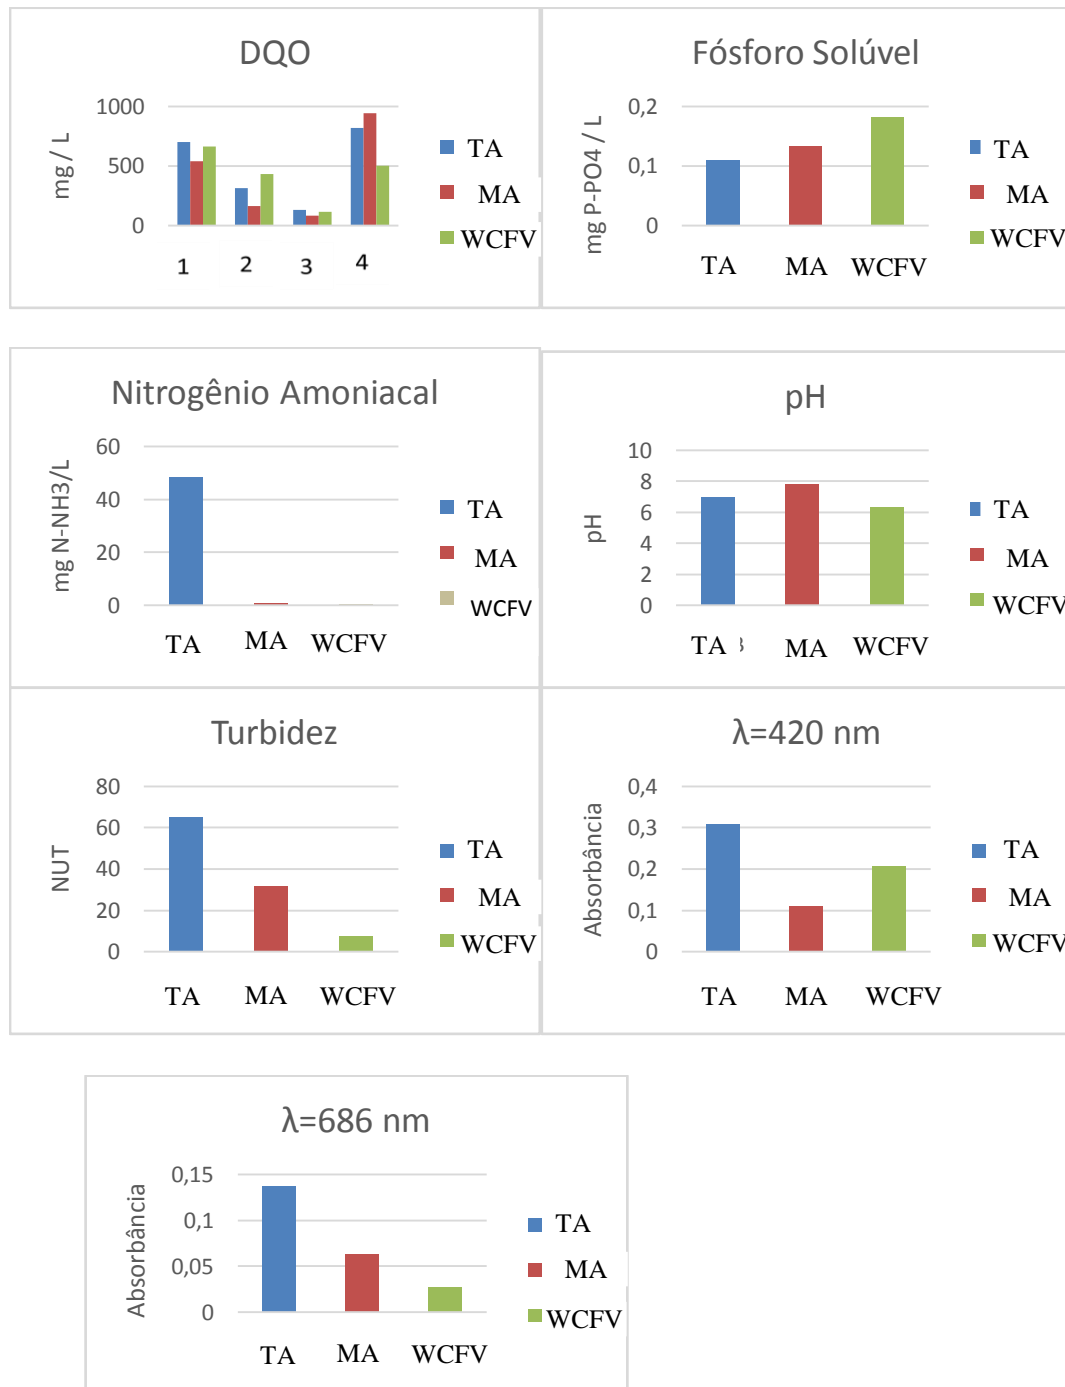 DQO
mg / L
1000
500
0
1
2
3
4
TA
MA
WCFV
Fósforo Solúvel
mg P-PO4 / L
0,2
0,1
0
TA
MA
WCFV
TA
MA
WCFV
Nitrogênio Amoniacal
mg N-NH3/L
60
40
20
0
TA
MA
WCFV
TA
MA
WCFV
pH
pH
10
8
6
4
2
0
TA
MA
WCFV
TA
MA
WCFV
Turbidez
NUT
80
60
40
20
0
TA
MA
WCFV
TA
MA
WCFV
λ=420 nm
Absorbância
0,4
0,3
0,2
0,1
0
TA
MA
WCFV
TA
MA
WCFV
λ=686 nm
Absorbância
0,15
0,1
0,05
0
TA
MA
WCFV
TA
MA
WCFV